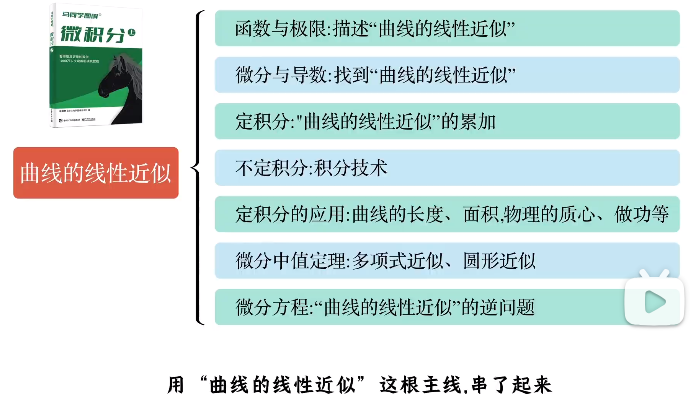 马同学图解
微积分 上
曲线的线性近似
函数与极限:描述“曲线的线性近似”
微分与导数:找到“曲线的线性近似”
定积分:"曲线的线性近似”的累加
不定积分:积分技术
定积分的应用:曲线的长度、面积,物理的质心、做功等
微分中值定理:多项式近似、圆形近似
微分方程:“曲线的线性近似”的逆问题
用“曲线的线性近似”这根主线,串了起来